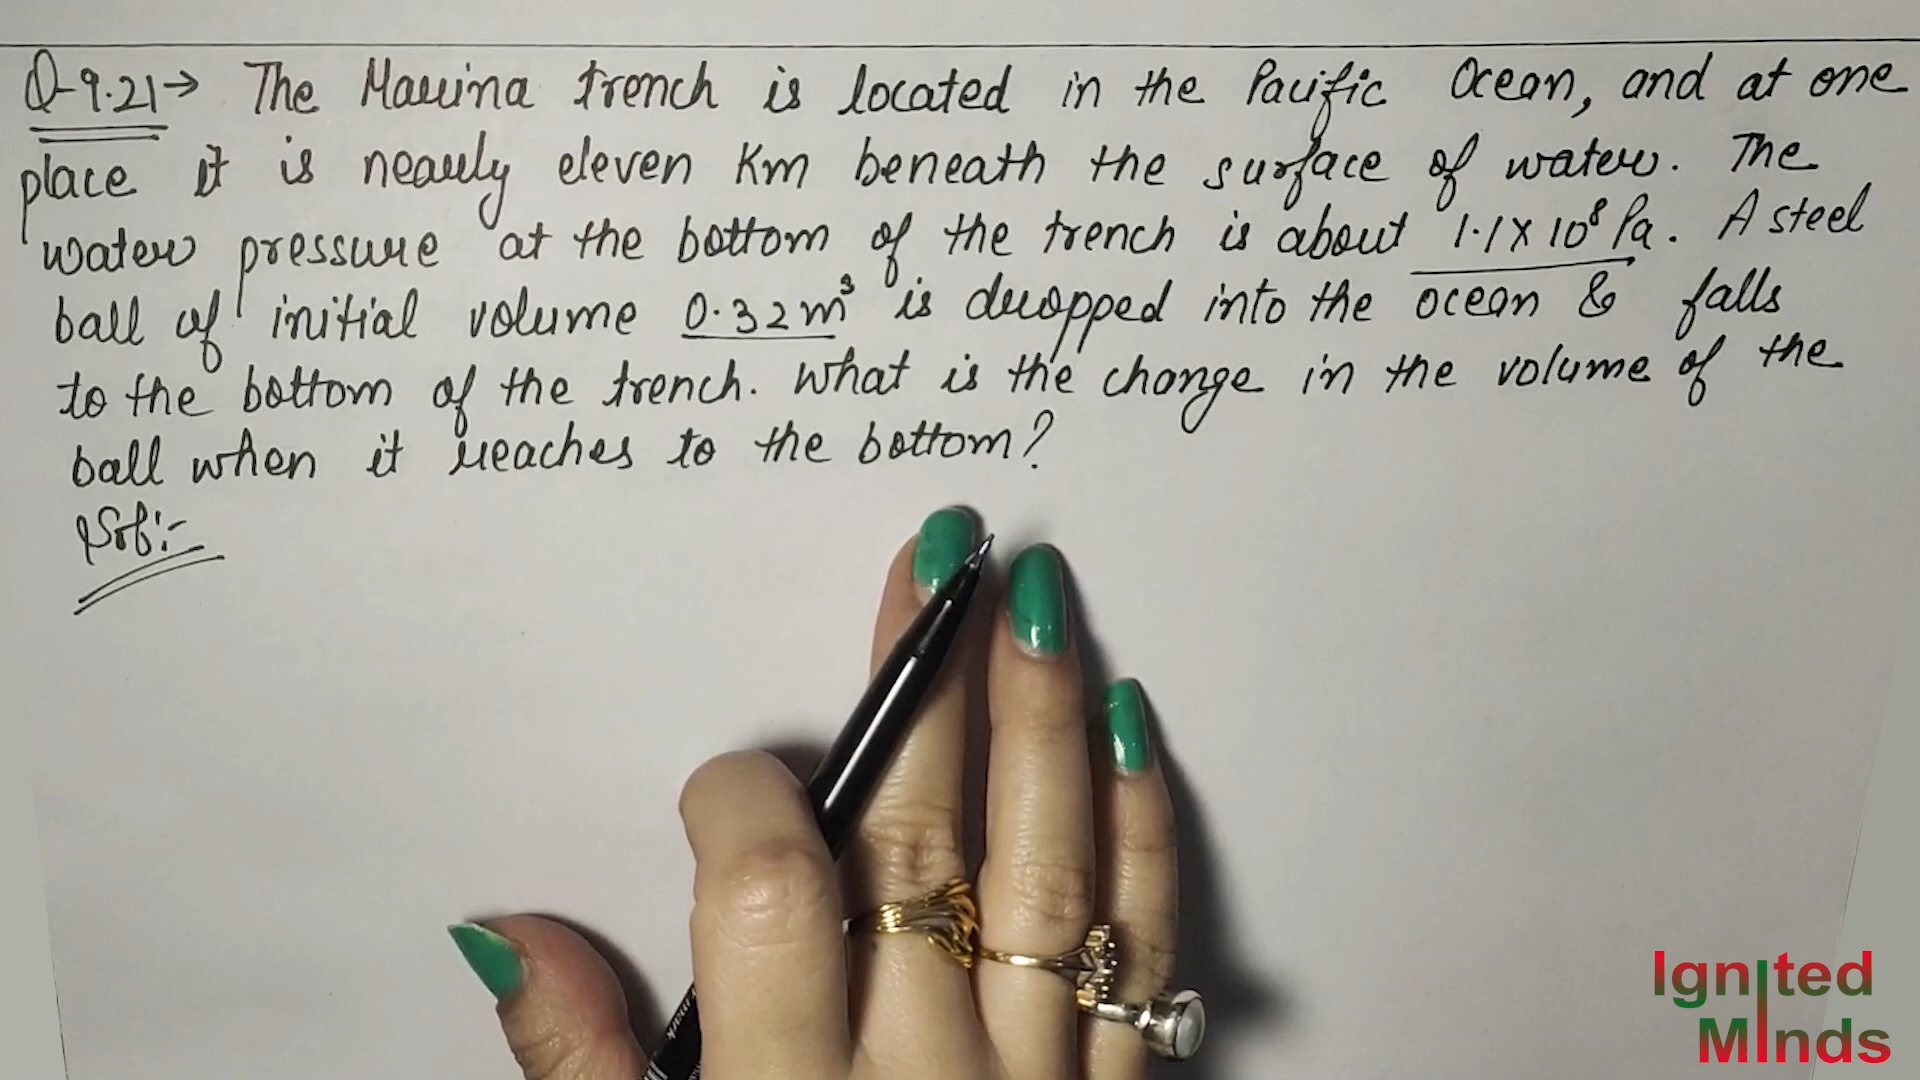 Q-9.21→ The Marina trench is located in the Pacific Ocean, and at one
place it is nearly eleven Km beneath the surface of water. The
water pressure at the bottom of the trench is about 1.1 × 10⁸ Pa. A steel
ball of initial volume 0.32 m³ is dropped into the ocean & falls
to the bottom of the trench. What is the change in the volume of the
ball when it reaches to the bottom?
Sol:-
Ignited
Minds